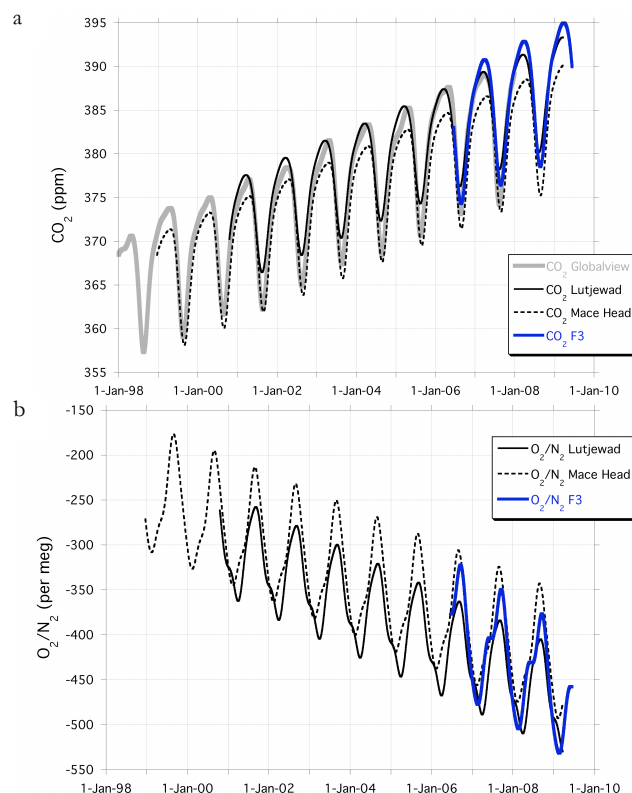 a
395
390
385
380
375
370
365
360
355
CO2 (ppm)
CO2 Globalview
CO2 Lutjewad
CO2 Mace Head
CO2 F3
1-Jan-98 1-Jan-00 1-Jan-02 1-Jan-04 1-Jan-06 1-Jan-08 1-Jan-10
b
-150
-200
-250
-300
-350
-400
-450
-500
-550
O2/N2 (per meg)
O2/N2 Lutjewad
O2/N2 Mace Head
O2/N2 F3
1-Jan-98 1-Jan-00 1-Jan-02 1-Jan-04 1-Jan-06 1-Jan-08 1-Jan-10